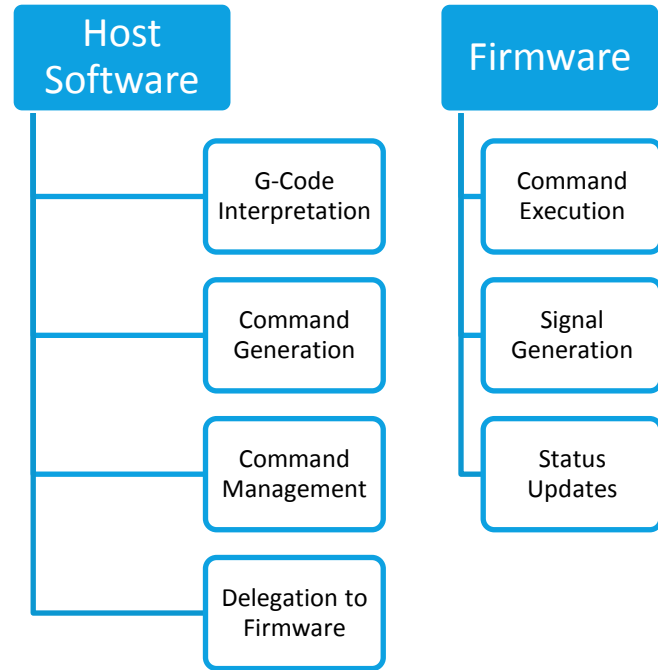 Host
Software
G-Code
Interpretation
Command
Generation
Command
Management
Delegation to
Firmware
Firmware
Command
Execution
Signal
Generation
Status
Updates